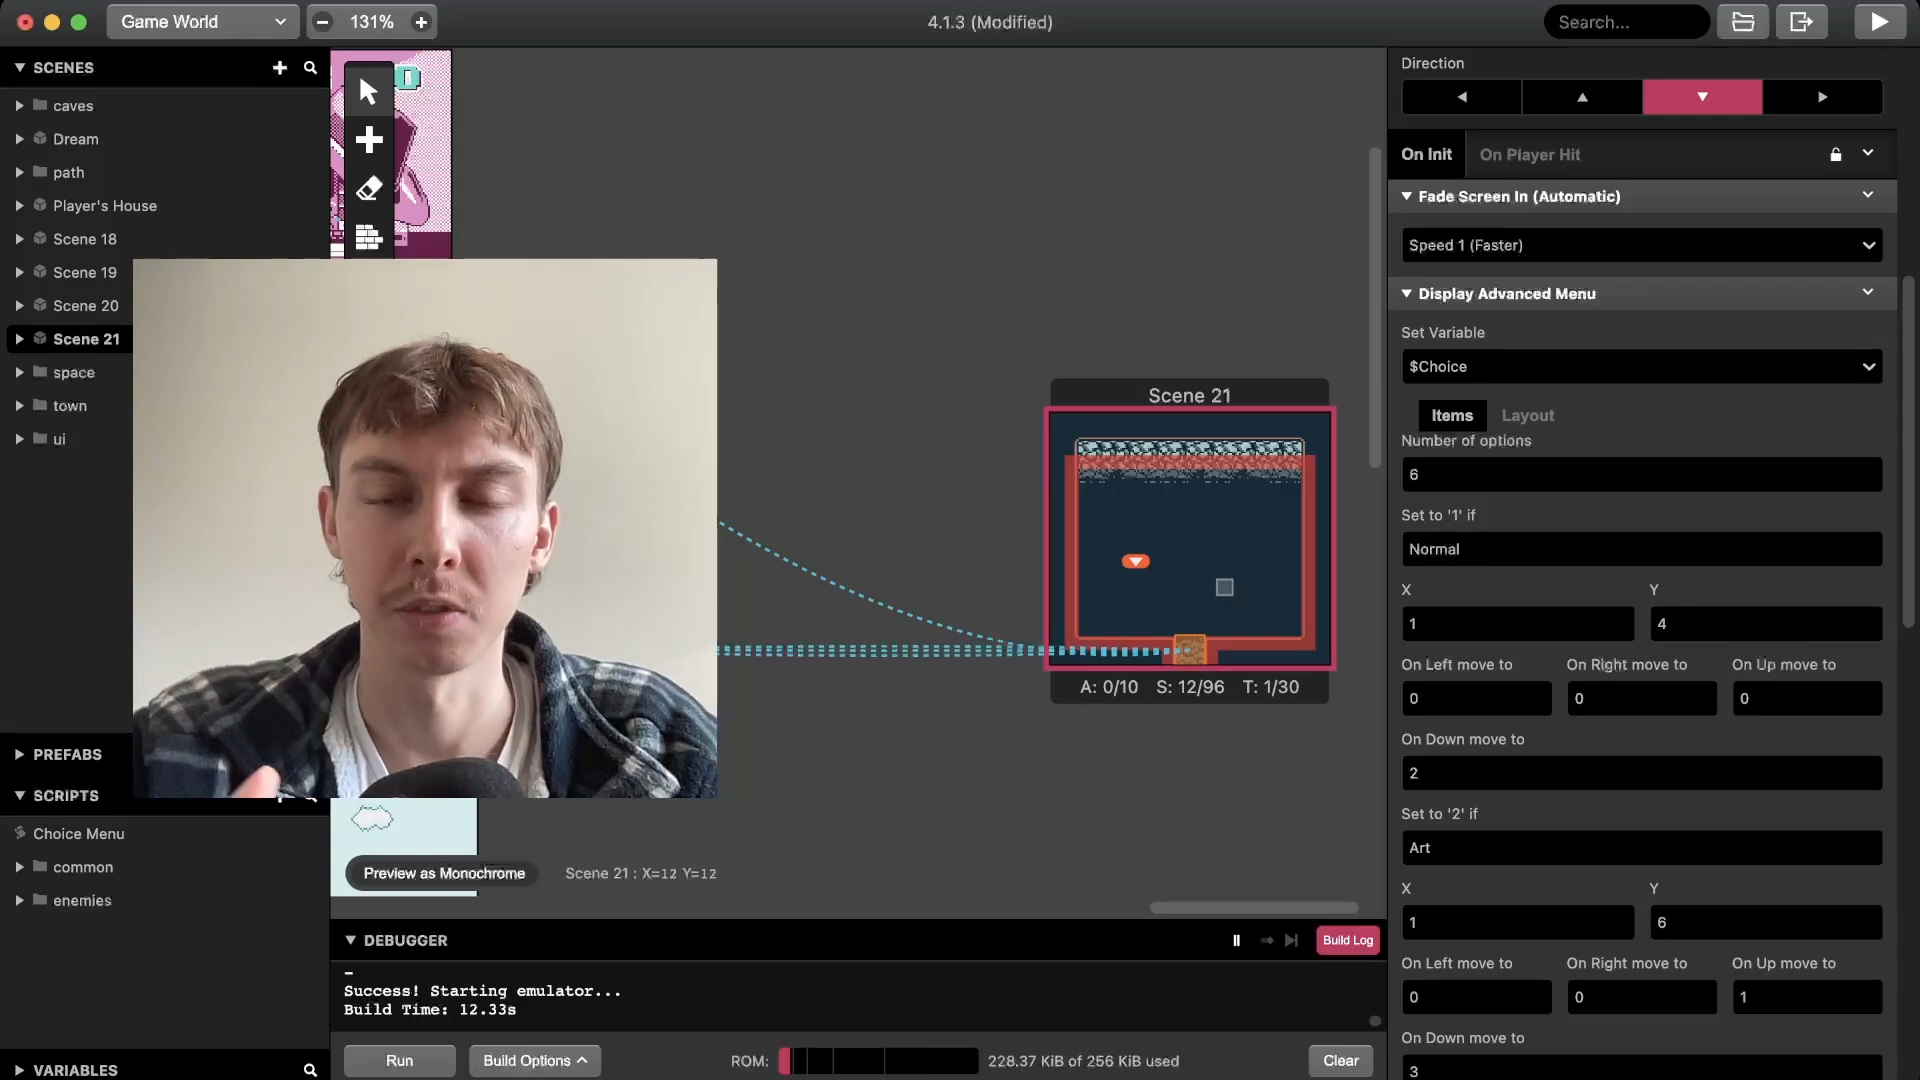 Game World
131%
4.1.3 (Modified)
Search...
SCENES
caves
Dream
path
Player's House
Scene 18
Scene 19
Scene 20
Scene 21
space
town
ui
PREFABS
SCRIPTS
Choice Menu
common
enemies
VARIABLES
Scene 21
A: 0/10 S: 12/96 T: 1/30
Preview as Monochrome
Scene 21 : X=12 Y=12
DEBUGGER
Build Log
Success! Starting emulator...
Build Time: 12.33s
Run
Build Options
ROM:
228.37 KiB of 256 KiB used
Clear
Direction
On Init
On Player Hit
Fade Screen In (Automatic)
Speed 1 (Faster)
Display Advanced Menu
Set Variable
$Choice
Items
Layout
Number of options
6
Set to '1' if
Normal
X
Y
1
4
On Left move to
On Right move to
On Up move to
0
0
0
On Down move to
2
Set to '2' if
Art
X
Y
1
6
On Left move to
On Right move to
On Up move to
0
0
1
On Down move to
3